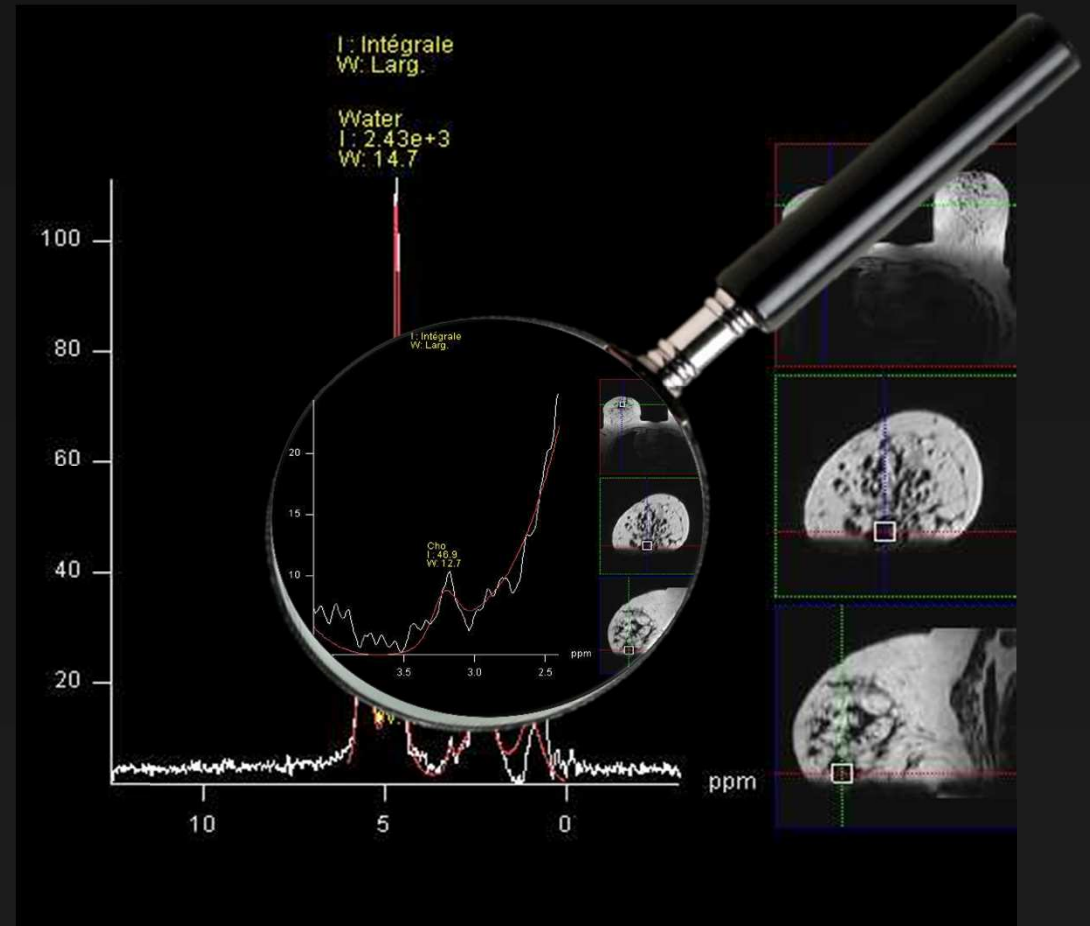 I : Intégrale
W: Larg.
Water
I : 2.43e+3
W: 14.7
100
80
60
40
20
10
5
0
ppm
I : Intégrale
W: Larg.
20
15
10
Cho
I : 46.9
W: 12.7
3.5
3.0
2.5
ppm